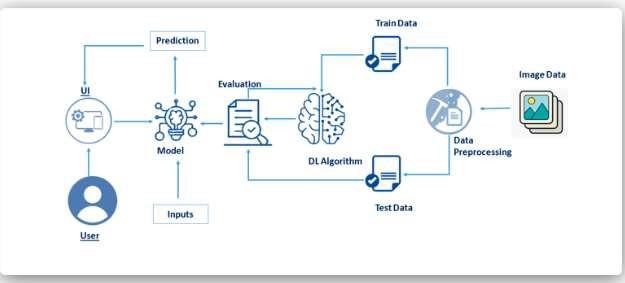 Train Data
Prediction
Image Data
UI
Evaluation
Model
DL Algorithm
Data
Preprocessing
Inputs
Test Data
User